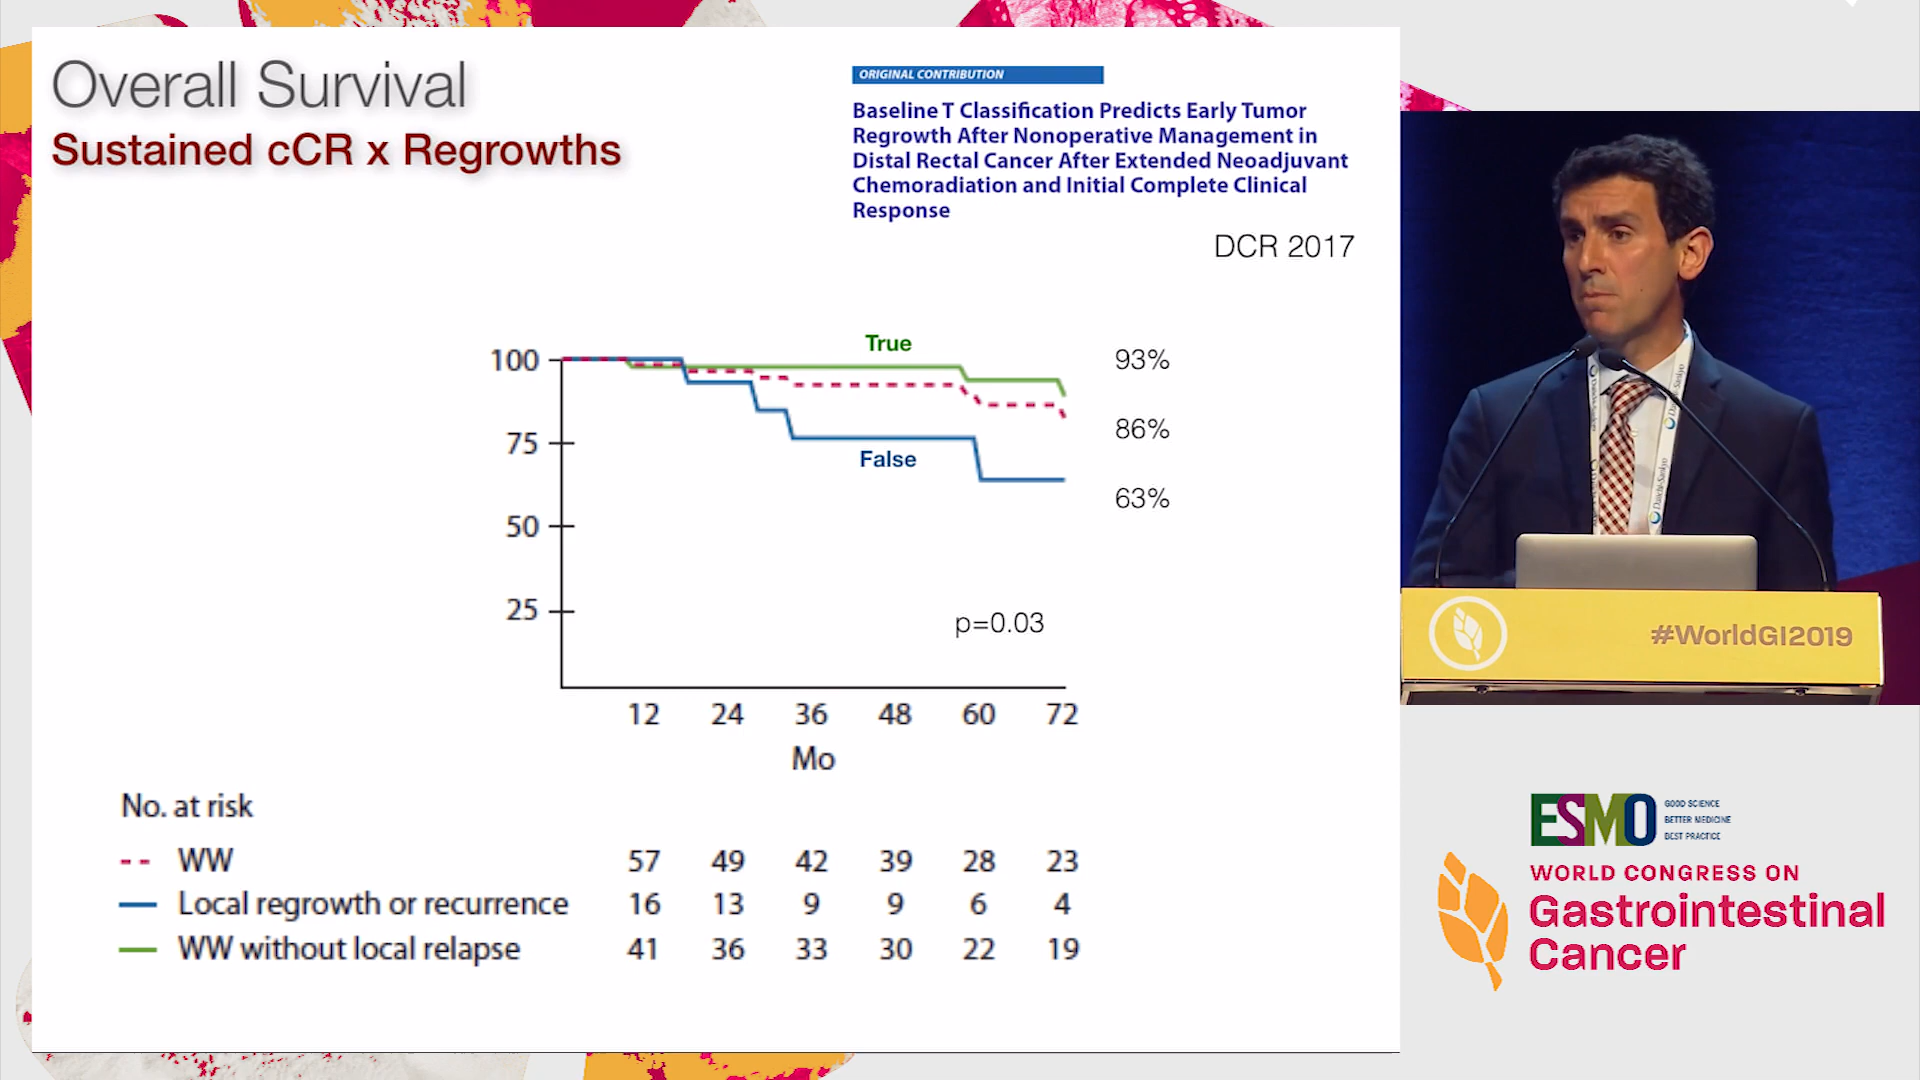 Overall Survival
Sustained cCR x Regrowths
ORIGINAL CONTRIBUTION
Baseline T Classification Predicts Early Tumor
Regrowth After Nonoperative Management in
Distal Rectal Cancer After Extended Neoadjuvant
Chemoradiation and Initial Complete Clinical
Response
DCR 2017
100
75
50
25
True
False
93%
86%
63%
p=0.03
12 24 36 48 60 72
Mo
No. at risk
WW 57 49 42 39 28 23
Local regrowth or recurrence 16 13 9 9 6 4
WW without local relapse 41 36 33 30 22 19
Daiichi-Sankyo
Daiichi-Sankyo
#WorldGI2019
ESMO
GOOD SCIENCE
BETTER MEDICINE
BEST PRACTICE
WORLD CONGRESS ON
Gastrointestinal
Cancer